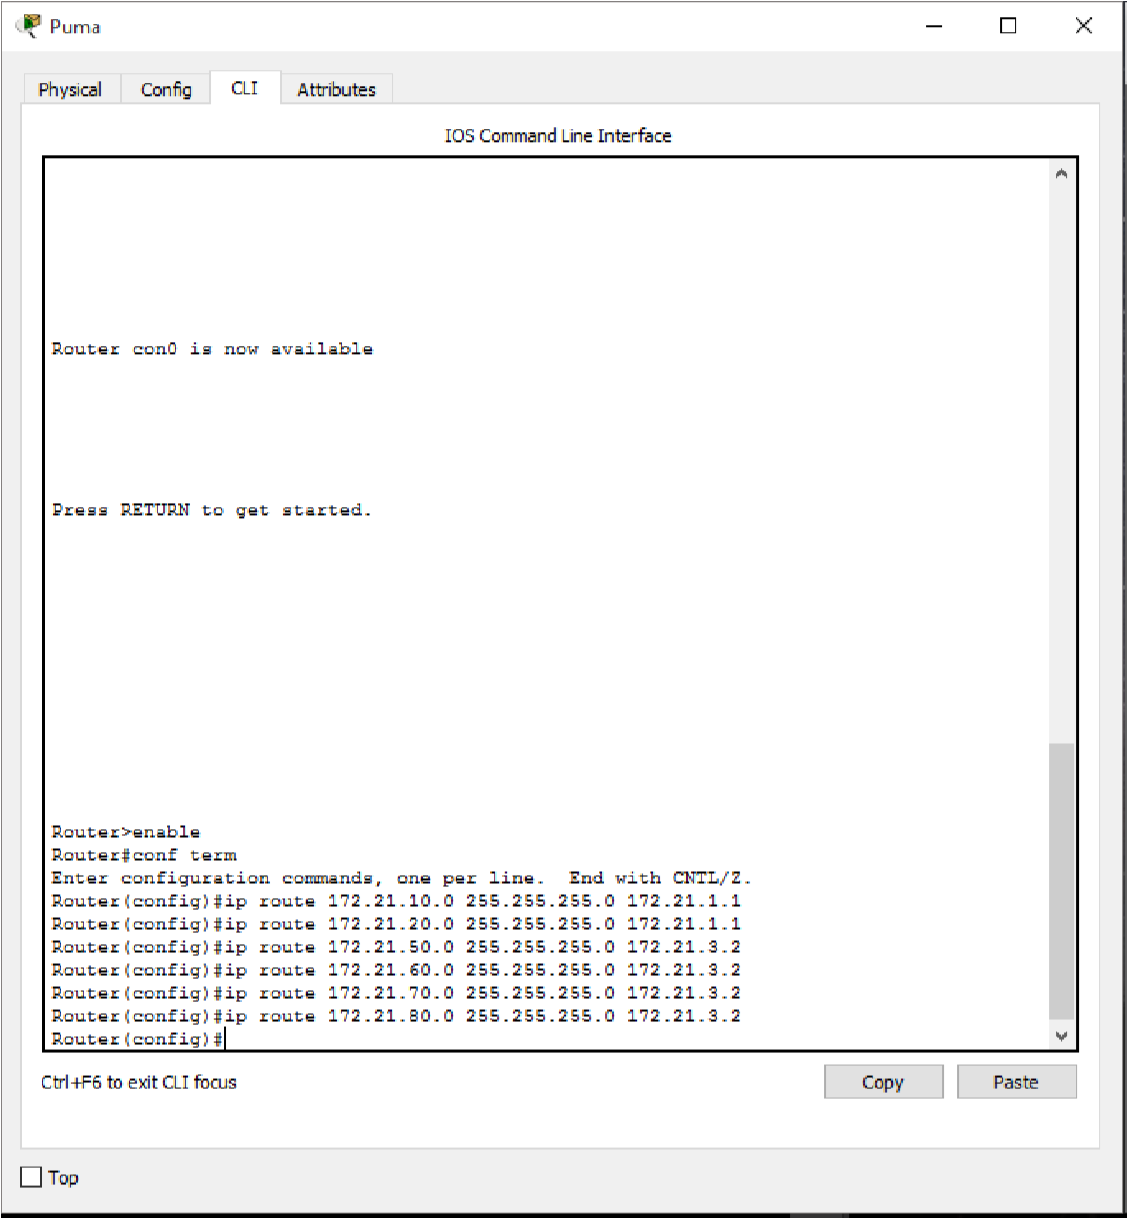 Puma
Physical Config CLI Attributes
IOS Command Line Interface
Router con0 is now available
Press RETURN to get started.
Router>enable
Router#conf term
Enter configuration commands, one per line.  End with CNTL/Z.
Router(config)#ip route 172.21.10.0 255.255.255.0 172.21.1.1
Router(config)#ip route 172.21.20.0 255.255.255.0 172.21.1.1
Router(config)#ip route 172.21.50.0 255.255.255.0 172.21.3.2
Router(config)#ip route 172.21.60.0 255.255.255.0 172.21.3.2
Router(config)#ip route 172.21.70.0 255.255.255.0 172.21.3.2
Router(config)#ip route 172.21.80.0 255.255.255.0 172.21.3.2
Router(config)#
Ctrl+F6 to exit CLI focus
Copy Paste
Top